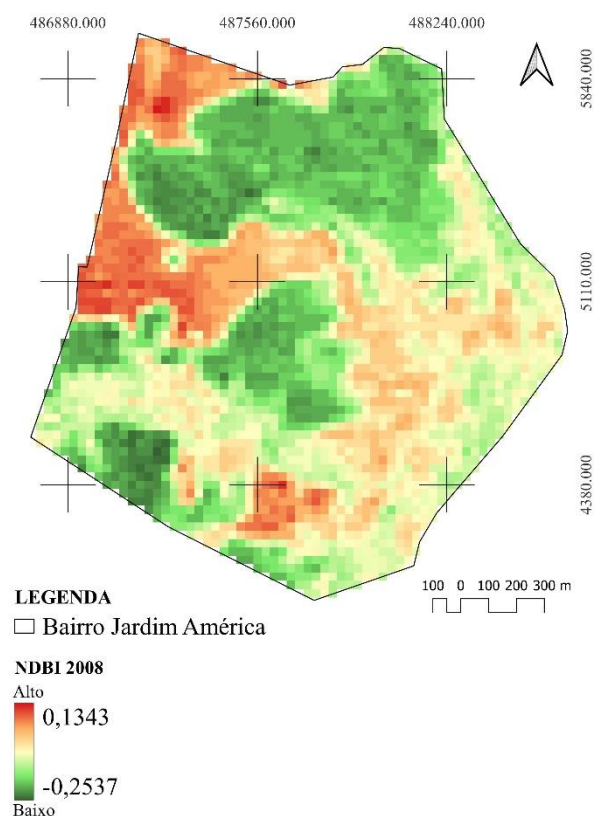 486880.000 487560.000 488240.000
5840.000
5110.000
4380.000
100 0 100 200 300 m
LEGENDA
Bairro Jardim América
NDBI 2008
Alto
0,1343
-0,2537
Baixo